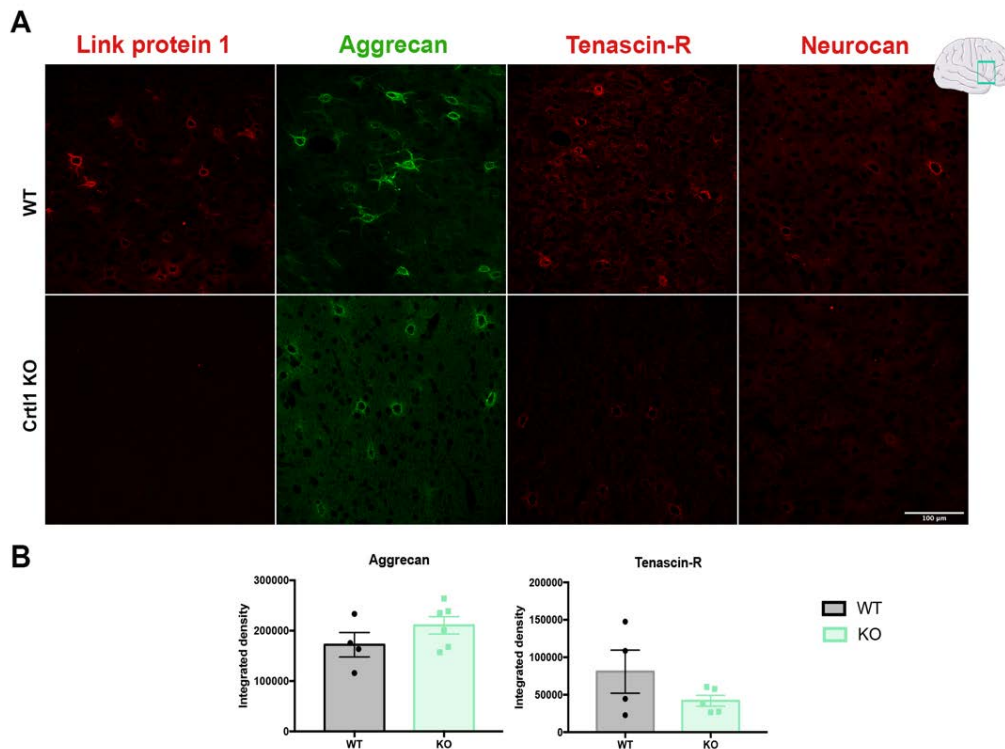 A
Link protein 1
Aggrecan
Tenascin-R
Neurocan
WT
Crtl1 KO
100 µm
B
Aggrecan
Integrated density
300000
200000
100000
0
WT
KO
Tenascin-R
Integrated density
200000
150000
100000
50000
0
WT
KO
WT
KO